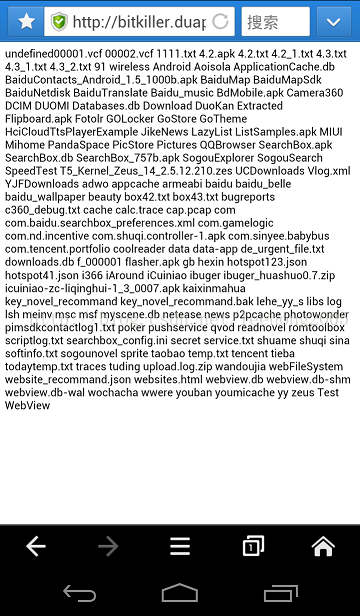 http://bitkiller.duap
搜索
undefined00001.vcf 00002.vcf 1111.txt 4.2.apk 4.2.txt 4.2_1.txt 4.3.txt
4.3_1.txt 4.3_2.txt 91 wireless Android Aoisola ApplicationCache.db
BaiduContacts_Android_1.5_1000b.apk BaiduMap BaiduMapSdk
BaiduNetdisk BaiduTranslate Baidu_music BdMobile.apk Camera360
DCIM DUOMI Databases.db Download DuoKan Extracted
Flipboard.apk Fotolr GOLocker GoStore GoTheme
HciCloudTtsPlayerExample JikeNews LazyList ListSamples.apk MIUI
Mihome PandaSpace PicStore Pictures QQBrowser SearchBox.apk
SearchBox.db SearchBox_757b.apk SogouExplorer SogouSearch
SpeedTest T5_Kernel_Zeus_14_2.5.12.210.zes UCDownloads Vlog.xml
YJFDownloads adwo appcache armeabi baidu baidu_belle
baidu_wallpaper beauty box42.txt box43.txt bugreports
c360_debug.txt cache calc.trace cap.pcap com
com.baidu.searchbox_preferences.xml com.gamelogic
com.nd.incentive com.shuqi.controller-1.apk com.sinyee.babybus
com.tencent.portfolio coolreader data data-app de_urgent_file.txt
downloads.db f_000001 flasher.apk gb hexin hotspot123.json
hotspot41.json i366 iAround iCuiniao ibuger ibuger_huashuo0.7.zip
icuiniao-zc-liqinghui-1_3_0007.apk kaixinmahua
key_novel_recommend key_novel_recommend.bak lehe_yy_s libs log
lsh meinv msc msf myscene.db netease news p2pcache photowonder
pimsdkcontactlog1.txt poker pushservice qvod readnovel romtoolbox
scriptlog.txt searchbox_config.ini secret service.txt shuame shuqi sina
softinfo.txt sogounovel sprite taobao temp.txt tencent tieba
todaytemp.txt traces tuding upload.log.zip wandoujia webFileSystem
website_recommend.json websites.html webview.db webview.db-shm
webview.db-wal wochacha wwere youban youmicache yy zeus Test
WebView
1